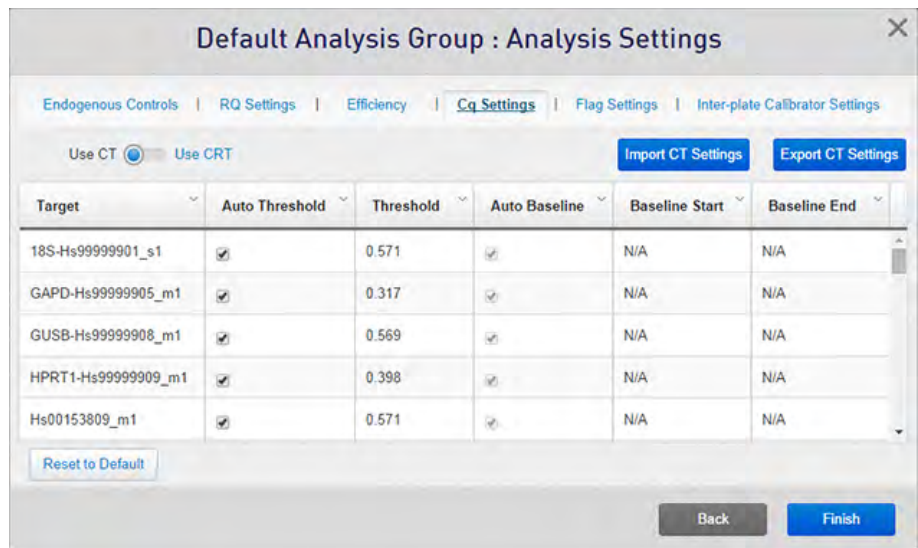 Default Analysis Group : Analysis Settings
Endogenous Controls | RQ Settings | Efficiency | Cq Settings | Flag Settings | Inter-plate Calibrator Settings
Use CT Use CRT Import CT Settings Export CT Settings
Target Auto Threshold Threshold Auto Baseline Baseline Start Baseline End
18S-Hs99999901_s1 0.571 N/A N/A
GAPD-Hs99999905_m1 0.317 N/A N/A
GUSB-Hs99999908_m1 0.569 N/A N/A
HPRT1-Hs99999909_m1 0.398 N/A N/A
Hs00153809_m1 0.571 N/A N/A
Reset to Default
Back Finish